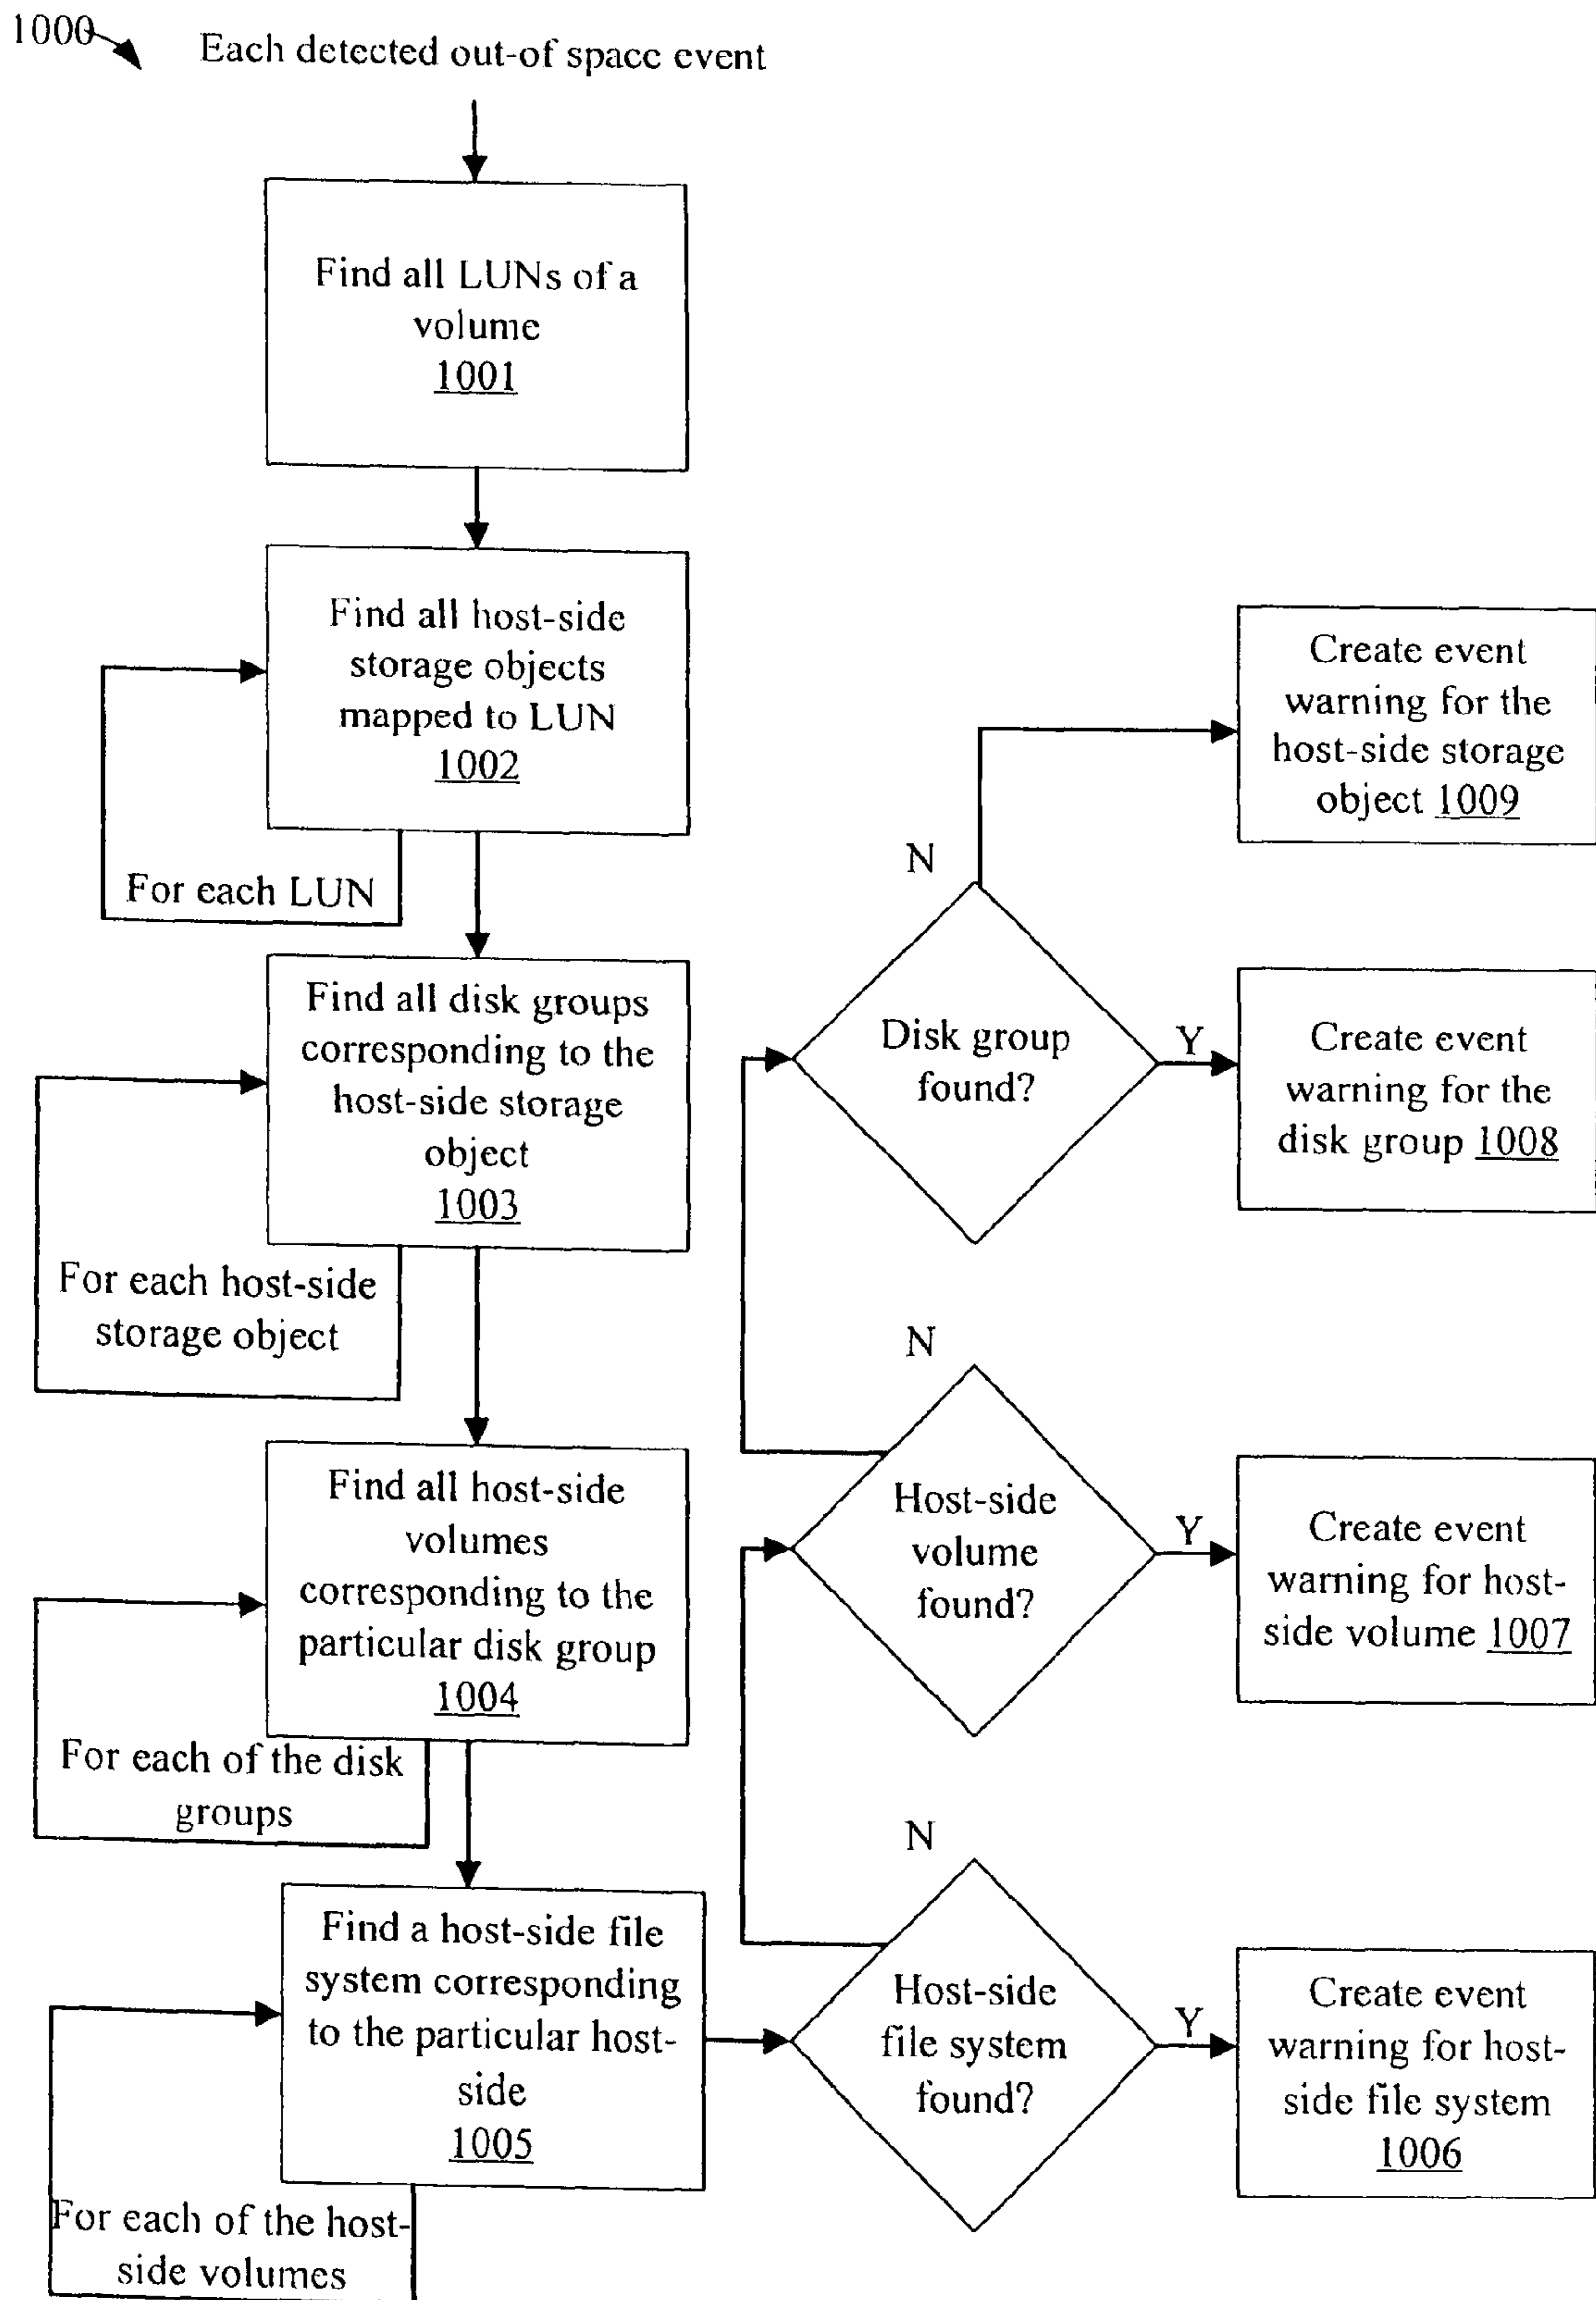 1000
Each detected out-of space event
Find all LUNs of a
volume
1001
Find all host-side
storage objects
mapped to LUN
1002
For each LUN
Find all disk groups
corresponding to the
host-side storage
object
1003
For each host-side
storage object
Find all host-side
volumes
corresponding to the
particular disk group
1004
For each of the disk
groups
Find a host-side file
system corresponding
to the particular host-
side
1005
For each of the host-
side volumes
Create event
warning for the
host-side storage
object 1009
N
Disk group
found?
Y
Create event
warning for the
disk group 1008
N
Host-side
volume
found?
Y
Create event
warning for host-
side volume 1007
N
Host-side
file system
found?
Y
Create event
warning for host-
side file system
1006